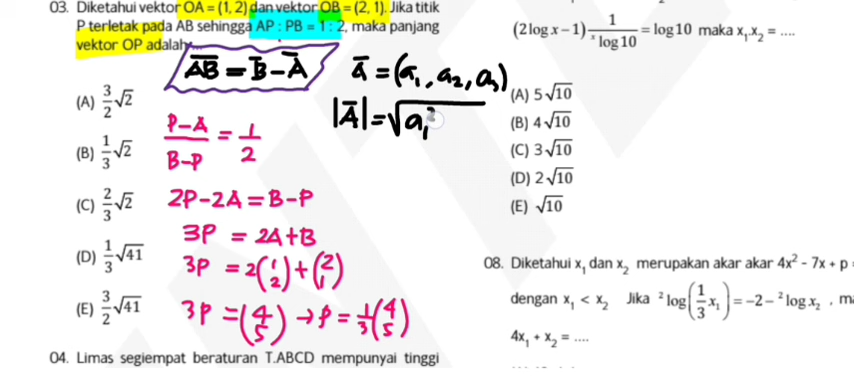 03. Diketahui vektor OA = (1, 2) dan vektor OB = (2, 1). Jika titik
P terletak pada AB sehingga AP : PB = 1 : 2, maka panjang
vektor OP adalah....
(A) 3/2 √2
(B) 1/3 √2
(C) 2/3 √2
(D) 1/3 √41
(E) 3/2 √41
04. Limas segiempat beraturan T.ABCD mempunyai tinggi
AB = B - A
P-A / B-P = 1/2
2P-2A = B-P
3P = 2A+B
3P = 2(1 2)+(2 1)
3P = (4 5) → P = 1/3 (4 5)
a = (a₁, a₂, a₃)
|A| = √a₁²
(2log x – 1) 1 / ˣlog 10 = log 10 maka x₁.x₂ = ....
(A) 5√10
(B) 4√10
(C) 3√10
(D) 2√10
(E) √10
08. Diketahui x₁ dan x₂ merupakan akar akar 4x² - 7x + p
dengan x₁ < x₂ Jika ²log(1/3 x₁) = -2 - ²log x₂ , m
4x₁ + x₂ = ....